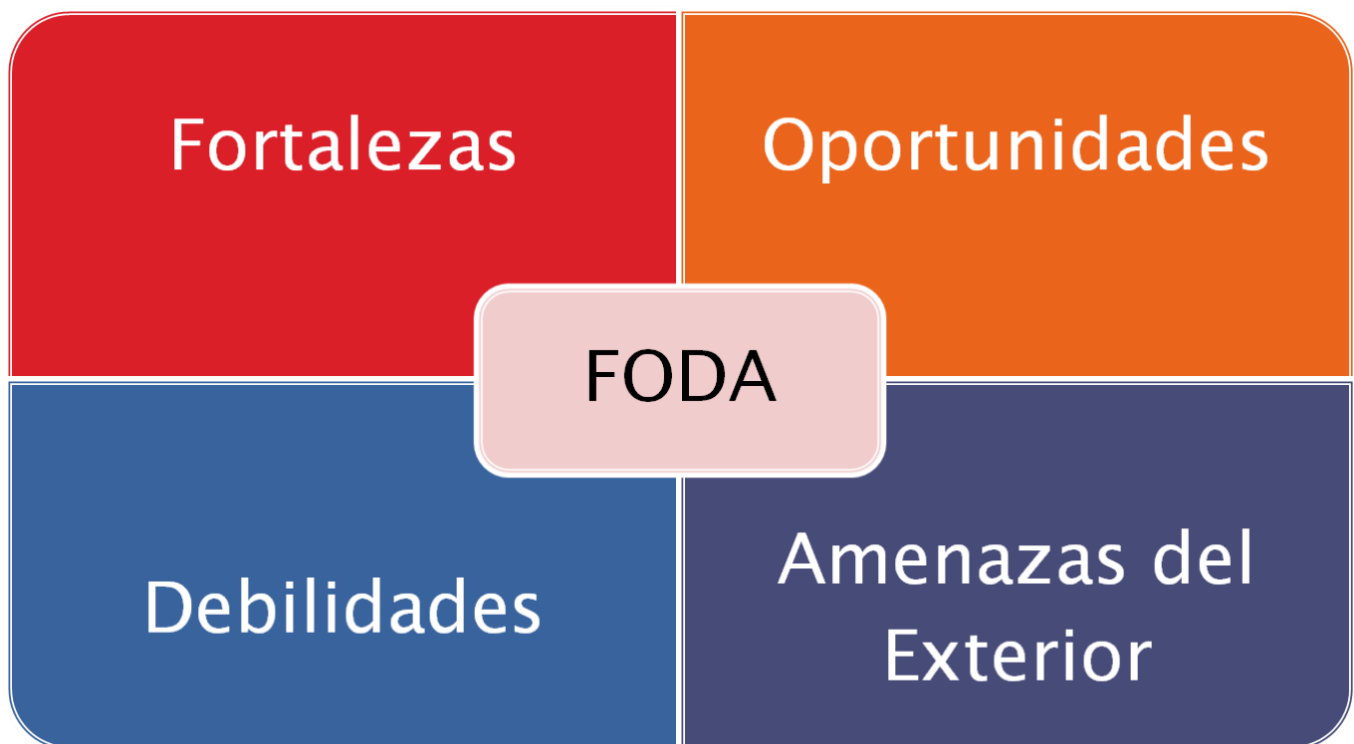 Fortalezas
Oportunidades
FODA
Debilidades
Amenazas del
Exterior